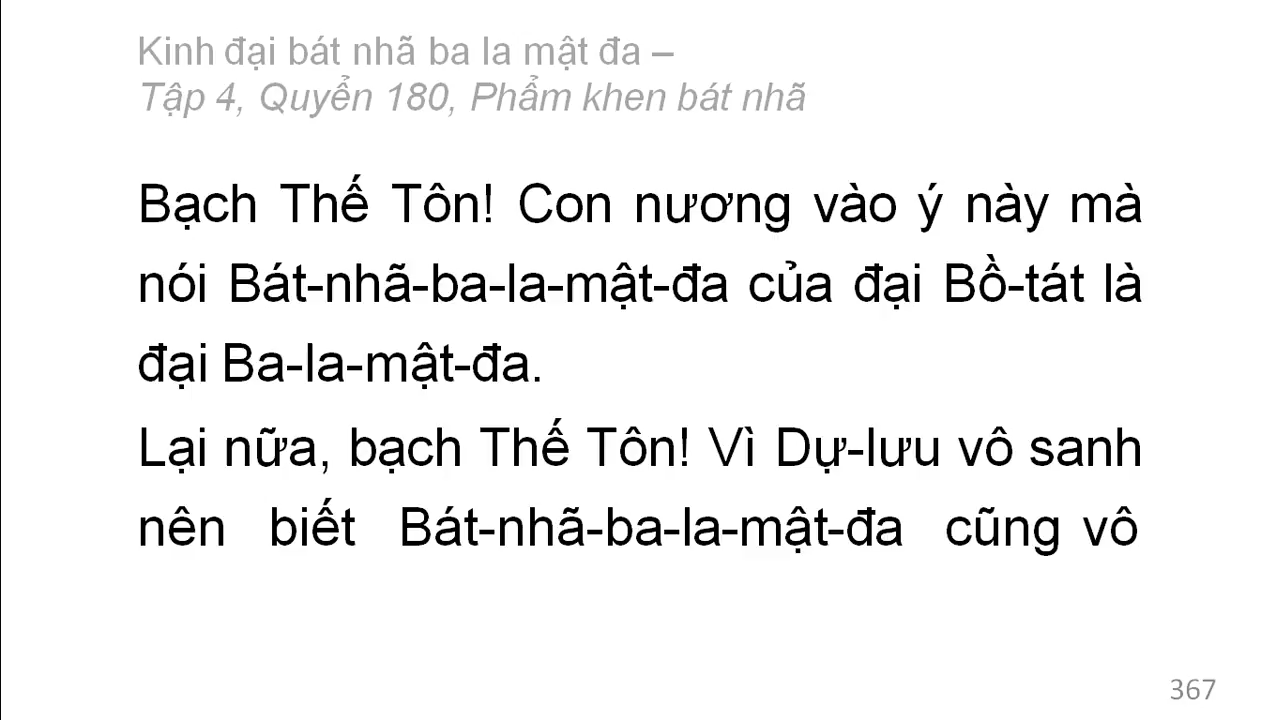 Kinh đại bát nhã ba la mật đa –
Tập 4, Quyển 180, Phẩm khen bát nhã
Bạch Thế Tôn! Con nương vào ý này mà
nói Bát-nhã-ba-la-mật-đa của đại Bồ-tát là
đại Ba-la-mật-đa.
Lại nữa, bạch Thế Tôn! Vì Dự-lưu vô sanh
nên biết Bát-nhã-ba-la-mật-đa cũng vô
367